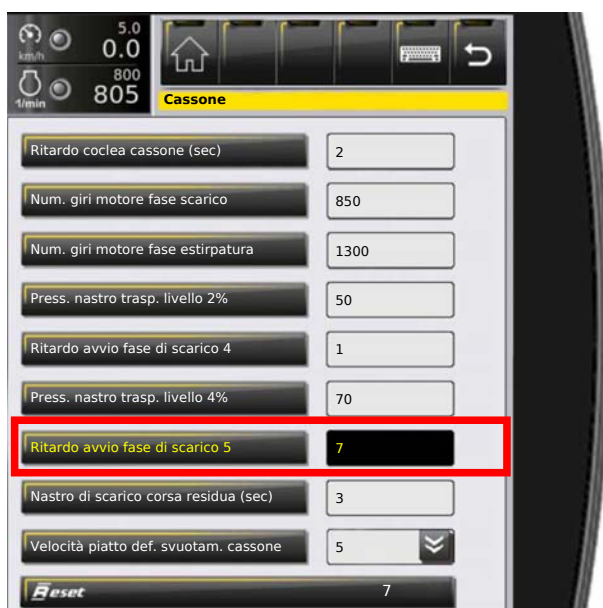 5.0
km/h 0.0
800
1/min 805
Cassone
Ritardo coclea cassone (sec) 2
Num. giri motore fase scarico 850
Num. giri motore fase estirpatura 1300
Press. nastro trasp. livello 2% 50
Ritardo avvio fase di scarico 4 1
Press. nastro trasp. livello 4% 70
Ritardo avvio fase di scarico 5 7
Nastro di scarico corsa residua (sec) 3
Velocità piatto def. svuotam. cassone 5
Reset 7